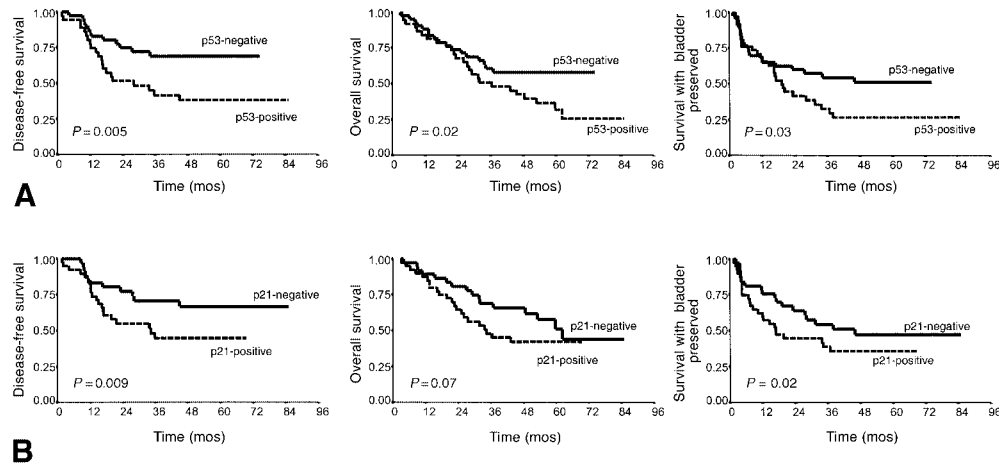 Disease-free survival
1.00
0.75
0.50
0.25
0.00
p53-negative
p53-positive
P = 0.005
0 12 24 36 48 60 72 84 96
Time (mos)
Overall survival
1.00
0.75
0.50
0.25
0.00
p53-negative
p53-positive
P = 0.02
0 12 24 36 48 60 72 84 96
Time (mos)
Survival with bladder
preserved
1.00
0.75
0.50
0.25
0.00
p53-negative
p53-positive
P = 0.03
0 12 24 36 48 60 72 84 96
Time (mos)
A
Disease-free survival
1.00
0.75
0.50
0.25
0.00
p21-negative
p21-positive
P = 0.009
0 12 24 36 48 60 72 84 96
Time (mos)
Overall survival
1.00
0.75
0.50
0.25
0.00
p21-negative
p21-positive
P = 0.07
0 12 24 36 48 60 72 84 96
Time (mos)
Survival with bladder
preserved
1.00
0.75
0.50
0.25
0.00
p21-negative
p21-positive
P = 0.02
0 12 24 36 48 60 72 84 96
Time (mos)
B